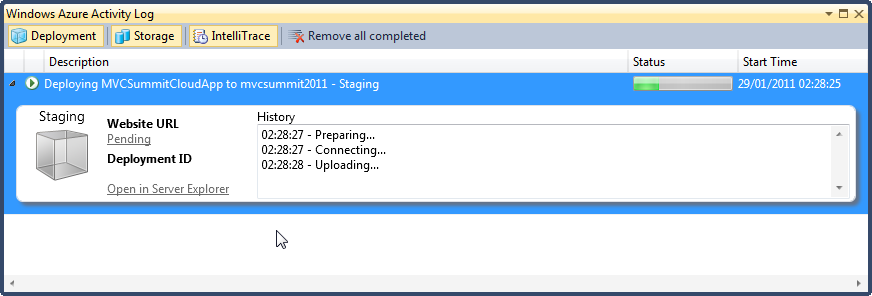 Windows Azure Activity Log
Deployment Storage IntelliTrace Remove all completed
Description Status Start Time
Deploying MVCSummitCloudApp to mvcsummit2011 - Staging 29/01/2011 02:28:25
Staging
Website URL
Pending
Deployment ID
Open in Server Explorer
History
02:28:27 - Preparing...
02:28:27 - Connecting...
02:28:28 - Uploading...